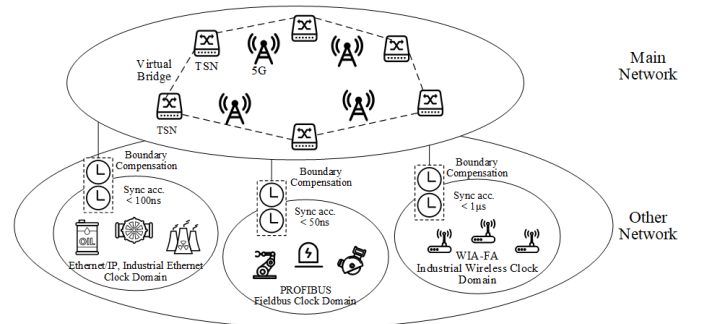 Main
Network
Virtual
Bridge
TSN
5G
TSN
Boundary
Compensation
Sync acc.
< 100ns
OIL
Ethernet/IP, Industrial Ethernet
Clock Domain
Boundary
Compensation
Sync acc.
< 50ns
PROFIBUS
Fieldbus Clock Domain
Boundary
Compensation
Sync acc.
< 1μs
WIA-FA
Industrial Wireless Clock
Domain
Other
Network